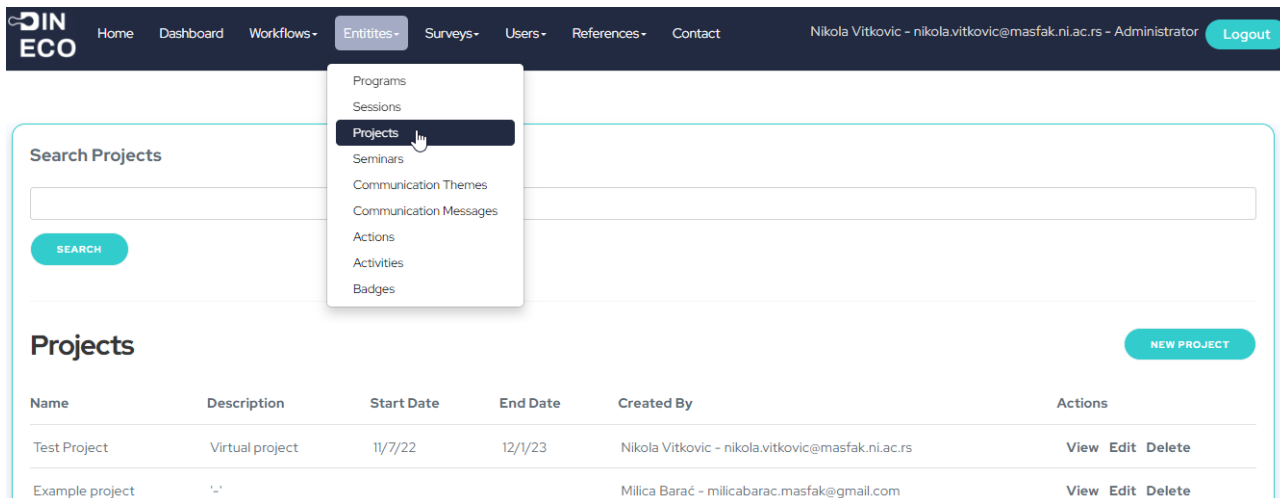 DIN
ECO
Home Dashboard Workflows Entitites Surveys Users References Contact Nikola Vitkovic - nikola.vitkovic@masfak.ni.ac.rs - Administrator Logout
Programs
Sessions
Projects
Seminars
Communication Themes
Communication Messages
Actions
Activities
Badges
Search Projects
SEARCH
Projects NEW PROJECT
Name Description Start Date End Date Created By Actions
Test Project Virtual project 11/7/22 12/1/23 Nikola Vitkovic - nikola.vitkovic@masfak.ni.ac.rs View Edit Delete
Example project '-' Milica Barać - milicabarac.masfak@gmail.com View Edit Delete